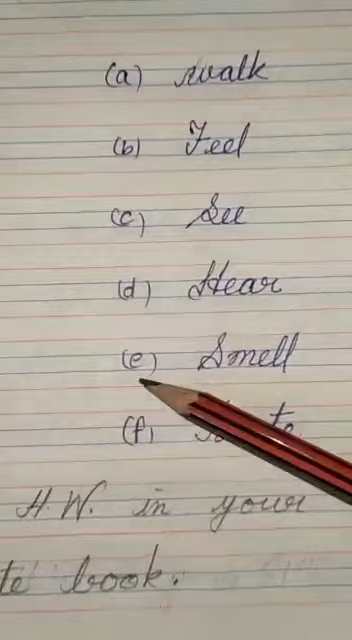 (a) walk
(b) Feel
(c) See
(d) Hear
(e) Smell
(f)
H.W. in your
book.